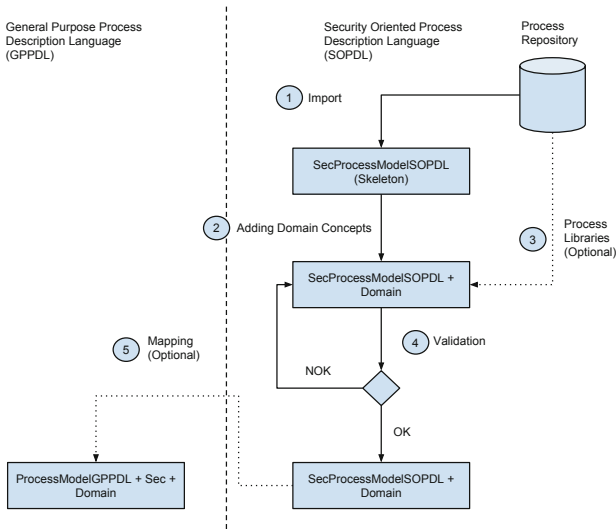 General Purpose Process
Description Language
(GPPDL)
Security Oriented Process
Description Language
(SOPDL)
Process
Repository
1 Import
SecProcessModelSOPDL
(Skeleton)
2 Adding Domain Concepts
3 Process
Libraries
(Optional)
SecProcessModelSOPDL +
Domain
4 Validation
5 Mapping
(Optional)
NOK
OK
ProcessModelGPPDL + Sec +
Domain
SecProcessModelSOPDL +
Domain